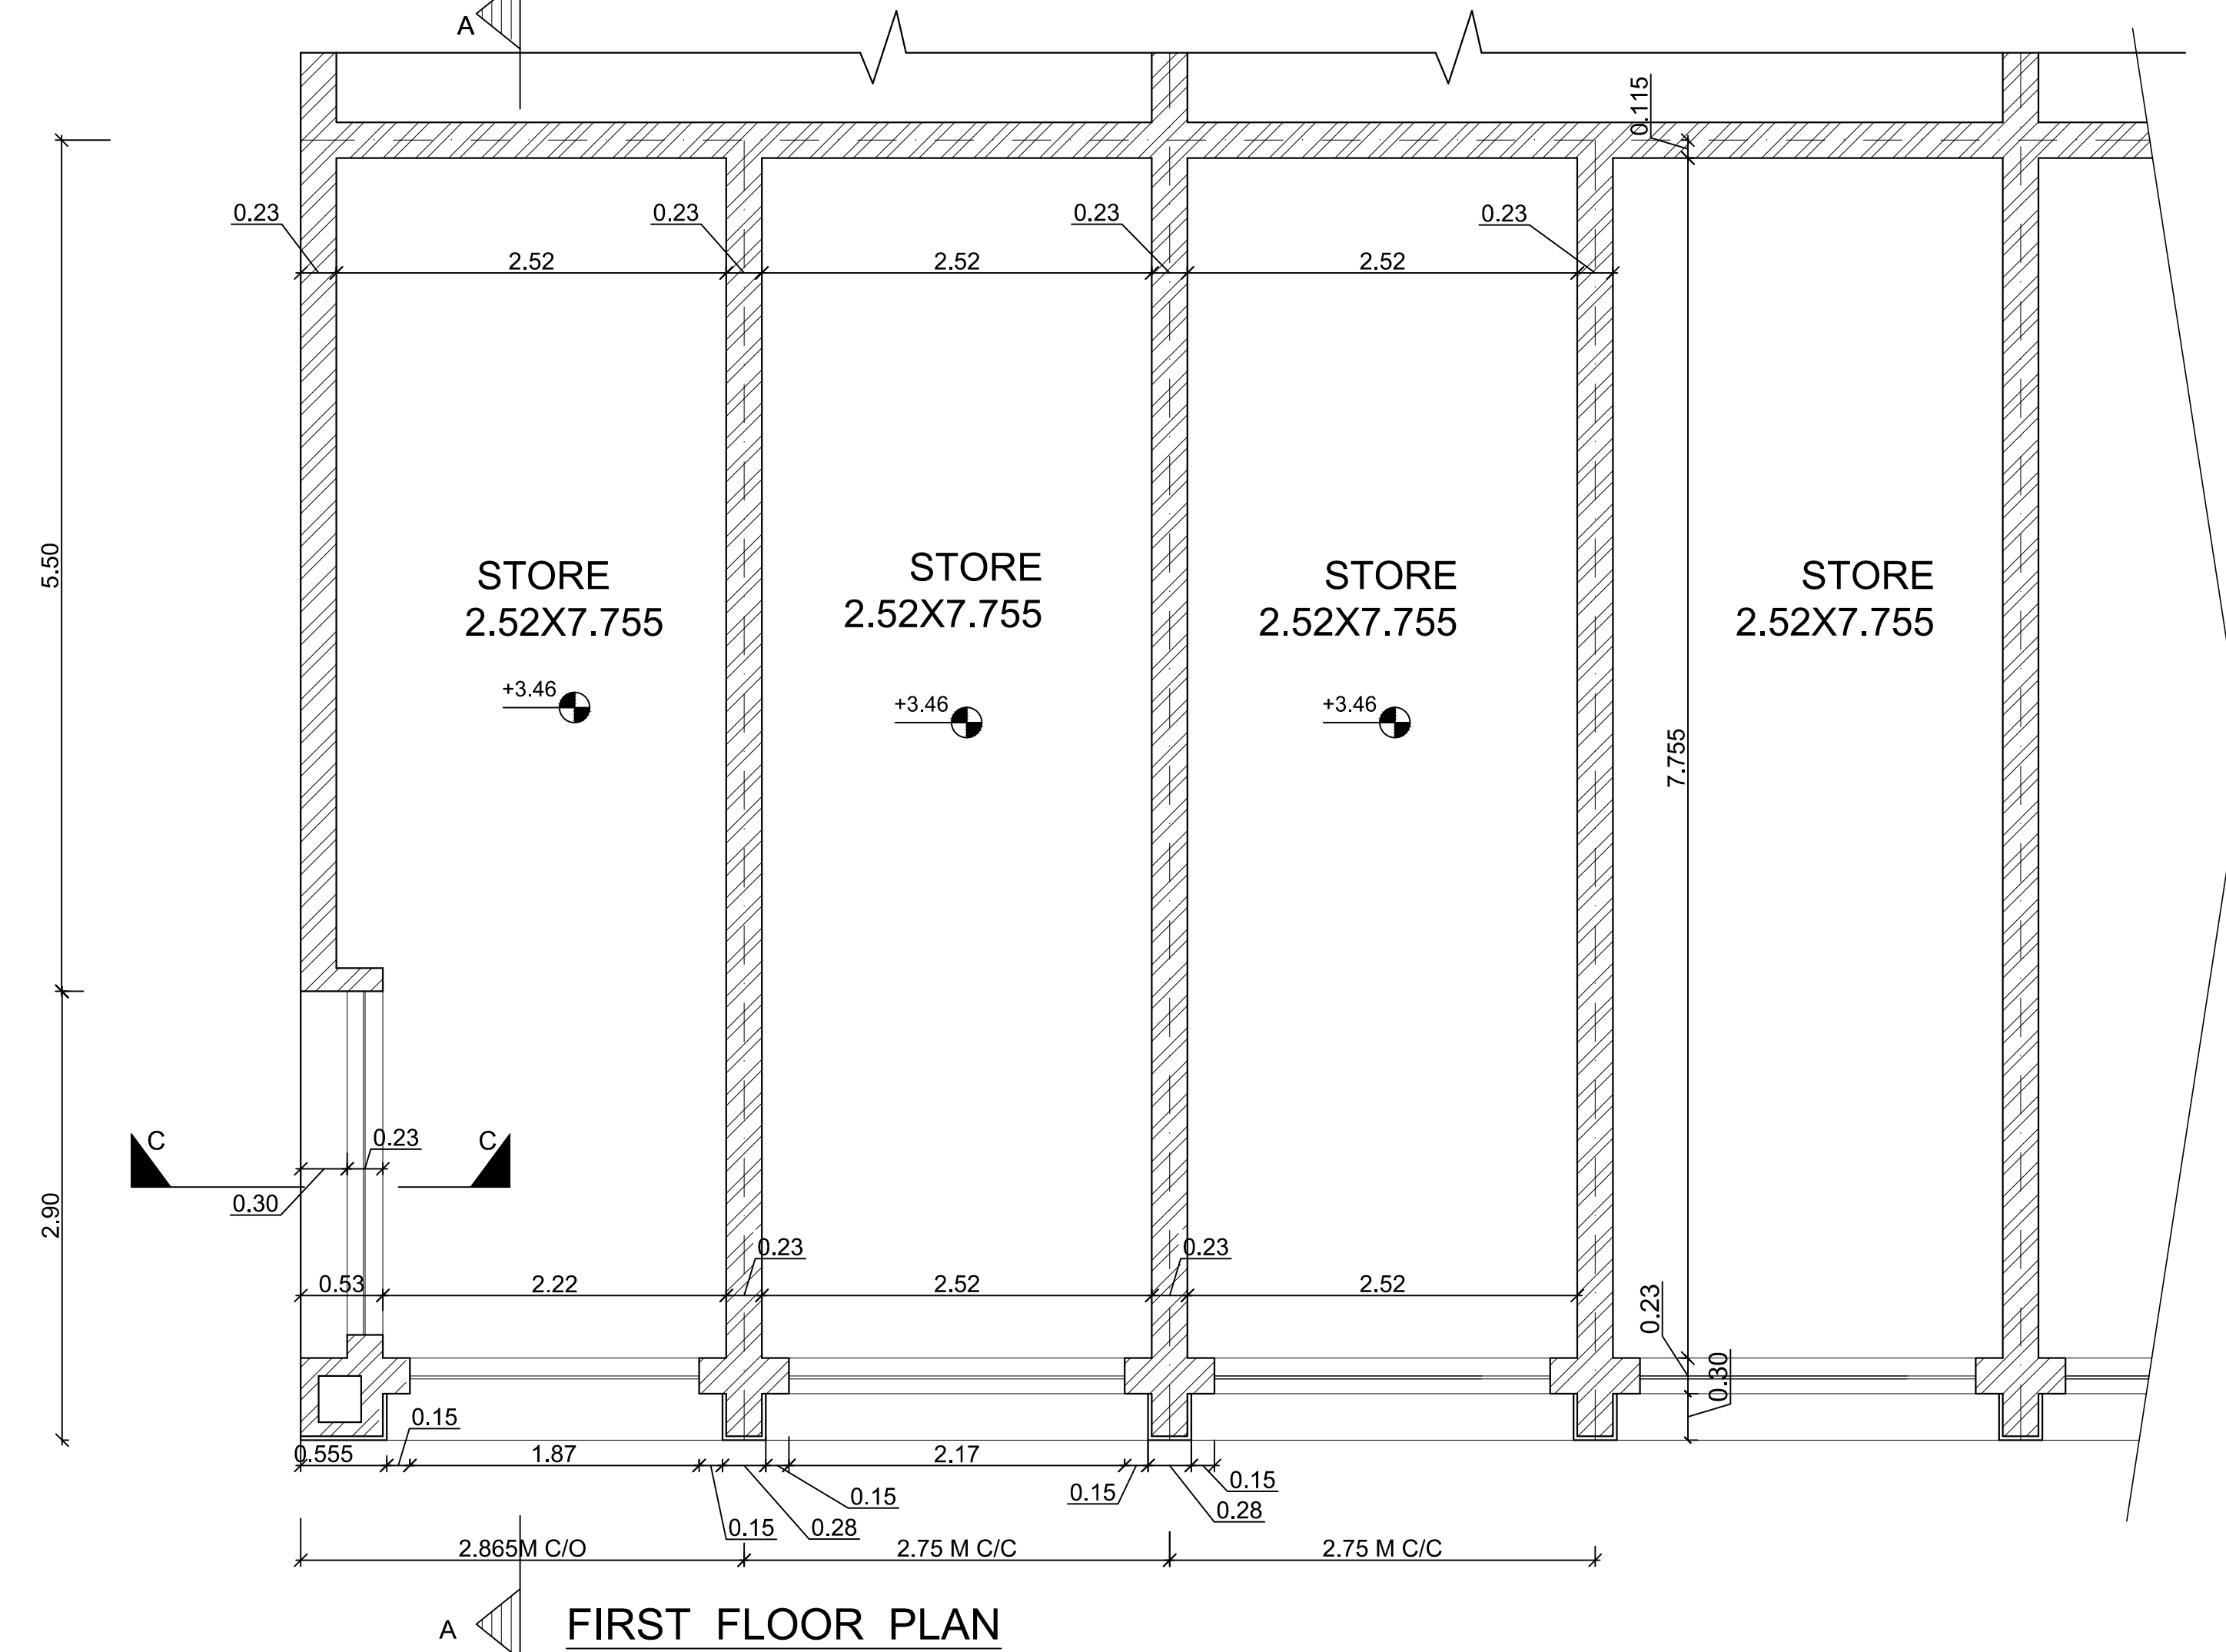 A
0.115
0.23
0.23
0.23
0.23
2.52
2.52
2.52
5.50
STORE
2.52X7.755
STORE
2.52X7.755
STORE
2.52X7.755
STORE
2.52X7.755
+3.46
+3.46
+3.46
7.755
C
0.23
C
0.30
2.90
0.23
0.23
0.53
2.22
2.52
2.52
0.23
0.30
0.15
0.555
1.87
2.17
0.15
0.15
0.15
0.28
0.15
0.28
2.865M C/O
2.75 M C/C
2.75 M C/C
A
FIRST FLOOR PLAN